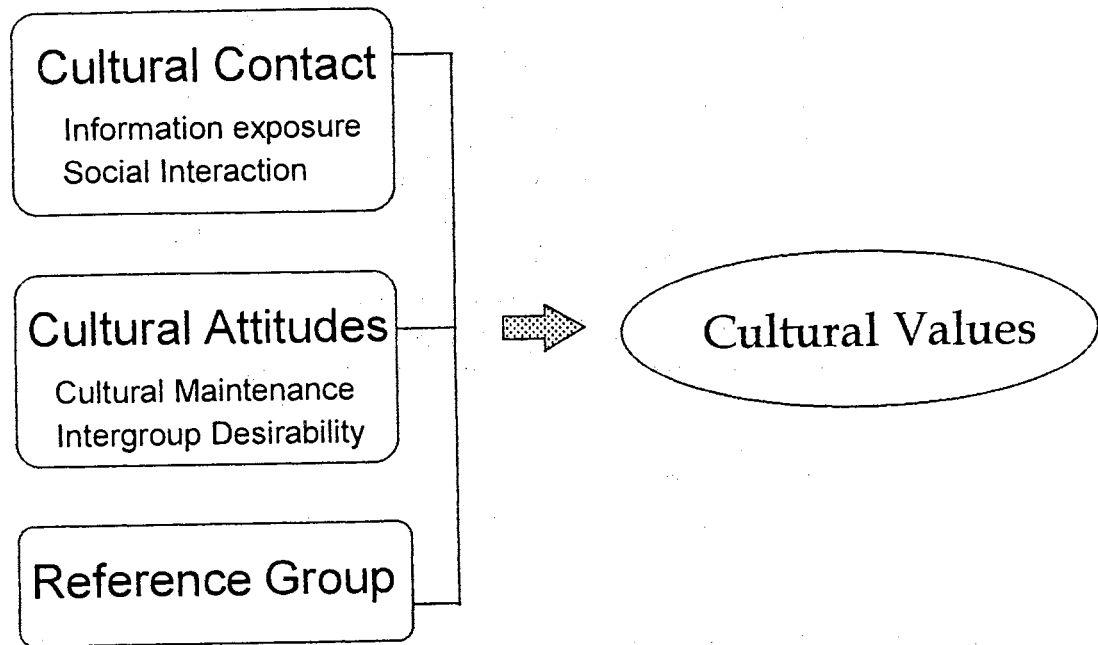 Cultural Contact
Information exposure
Social Interaction
Cultural Attitudes
Cultural Maintenance
Intergroup Desirability
Reference Group
Cultural Values